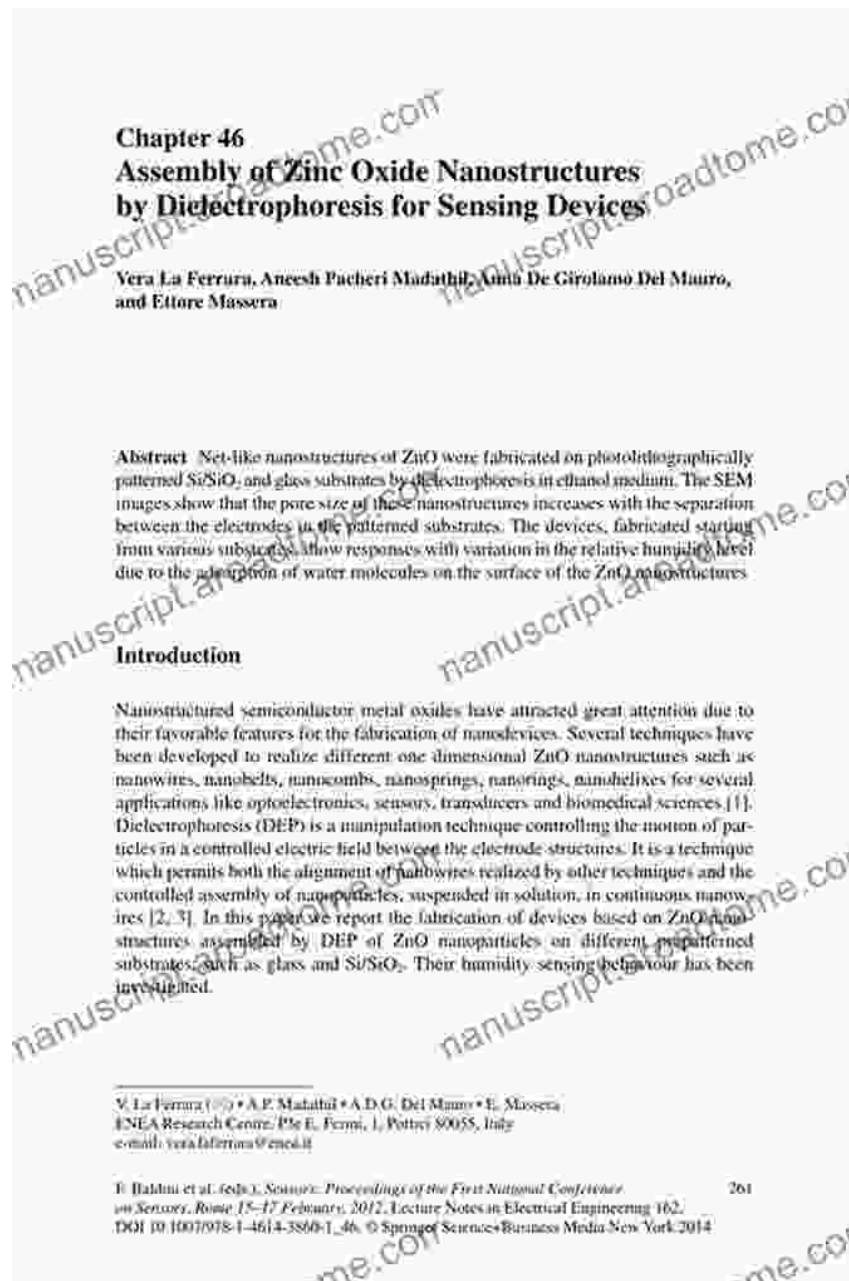 Chapter 46
Assembly of Zinc Oxide Nanostructures
by Dielectrophoresis for Sensing Devices
Vera La Ferrara, Aneesh Pacheri Madathil, Anna De Girolamo Del Mauro,
and Ettore Massera
Abstract Net-like nanostructures of ZnO were fabricated on photolithographically
patterned Si/SiO₂ and glass substrates by dielectrophoresis in ethanol medium. The SEM
images show that the pore size of these nanostructures increases with the separation
between the electrodes in the patterned substrates. The devices, fabricated starting
from various substrates, show responses with variation in the relative humidity level
due to the adsorption of water molecules on the surface of the ZnO nanostructures
Introduction
Nanostructured semiconductor metal oxides have attracted great attention due to
their favorable features for the fabrication of nanodevices. Several techniques have
been developed to realize different one dimensional ZnO nanostructures such as
nanowires, nanobelts, nanocombs, nanosprings, nanorings, nanohelixes for several
applications like optoelectronics, sensors, transducers and biomedical sciences [1].
Dielectrophoresis (DEP) is a manipulation technique controlling the motion of par-
ticles in a controlled electric field between the electrode structures. It is a technique
which permits both the alignment of nanowires realized by other techniques and the
controlled assembly of nanoparticles, suspended in solution, in continuous nanow-
ires [2, 3]. In this paper we report the fabrication of devices based on ZnO nano-
structures assembled by DEP of ZnO nanoparticles on different prepatterned
substrates, such as glass and Si/SiO₂. Their humidity sensing behaviour has been
investigated.
V. La Ferrara • A.P. Madathil • A.D.G. Del Mauro • E. Massera
ENEA Research Centre, P.le E. Fermi, 1, Portici 80055, Italy
e-mail: vera.laferrara@enea.it
F. Baldini et al. (eds.), Sensors: Proceedings of the First National Conference 261
on Sensors, Rome 15–17 February, 2012, Lecture Notes in Electrical Engineering 162,
DOI 10.1007/978-1-4614-3860-1_46, © Springer Science+Business Media New York 2014
manuscript.aroadtome.com